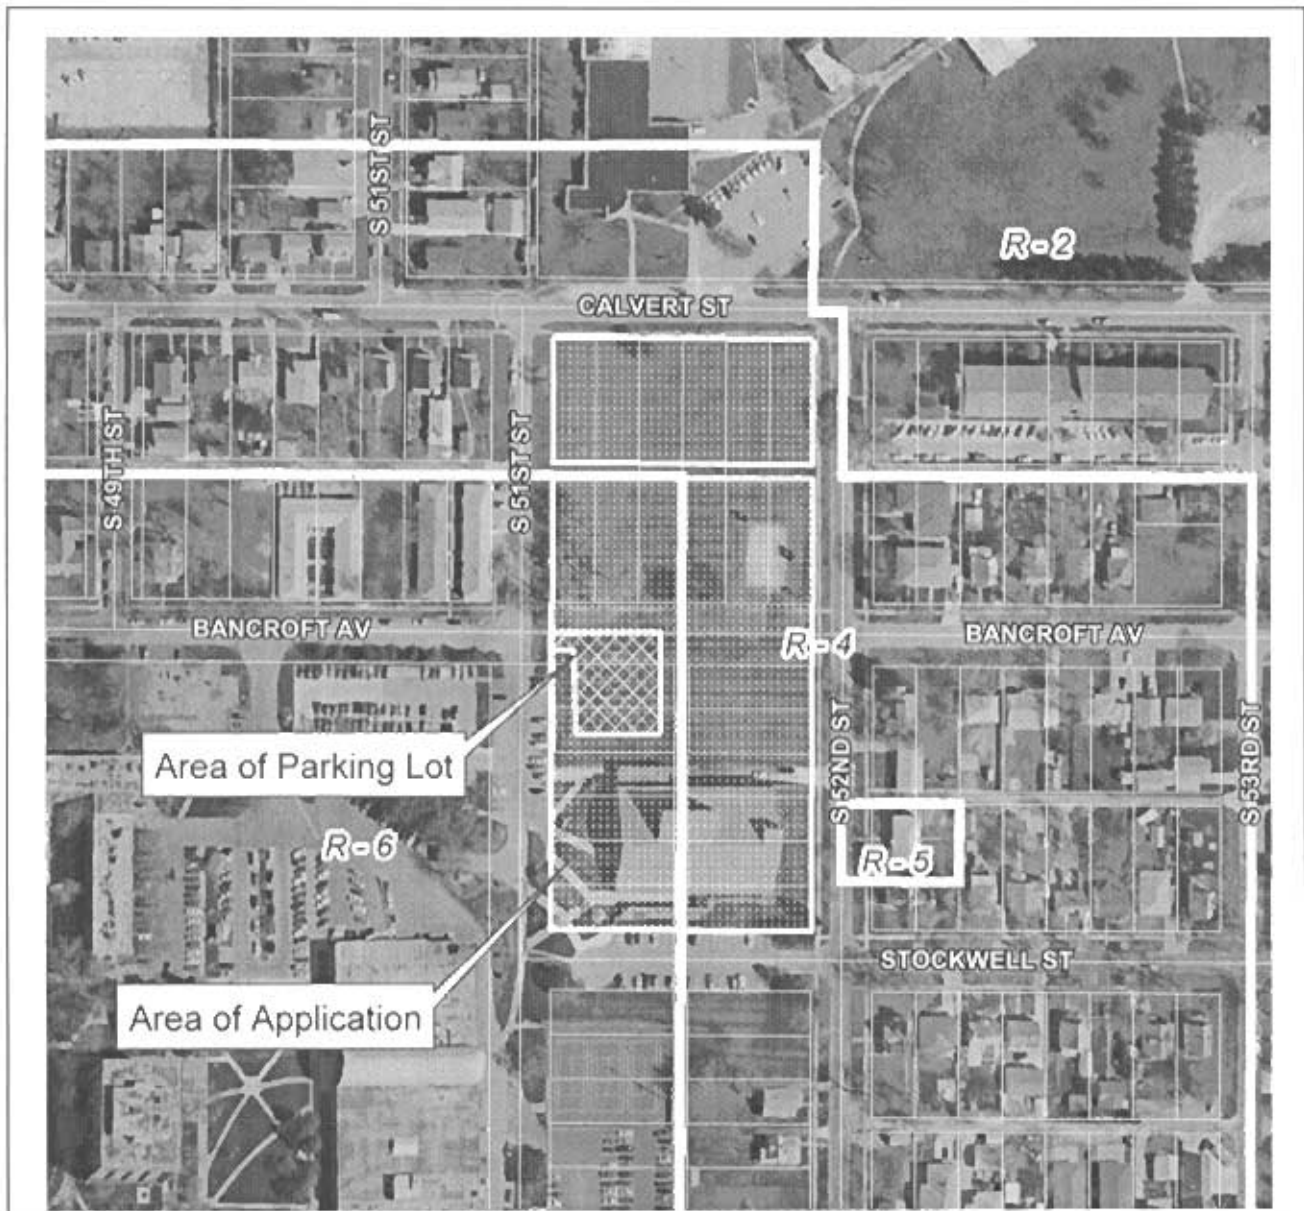 S 51ST ST
R - 2
CALVERT ST
S 49TH ST
S 51ST ST
BANCROFT AV
BANCROFT AV
R - 4
Area of Parking Lot
S 52ND ST
S 53RD ST
R - 6
R - 5
STOCKWELL ST
Area of Application